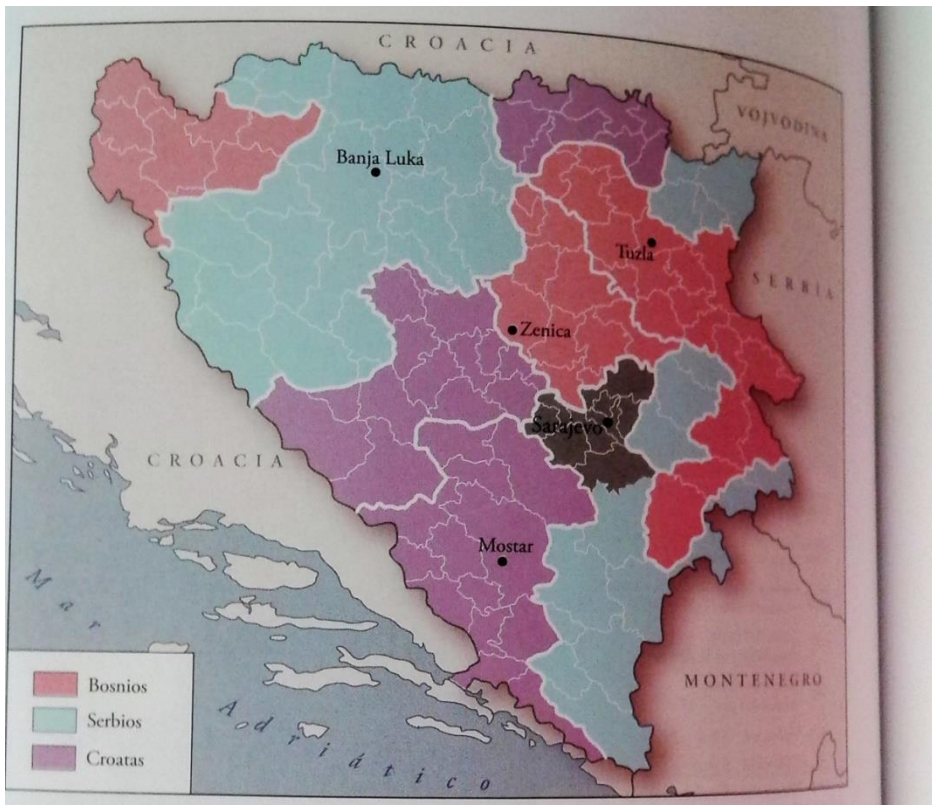 CROACIA
VOJVODINA
Banja Luka
Tuzla
SERBIA
Zenica
Sarajevo
CROACIA
Mostar
Mar
MONTENEGRO
Bosnios
Serbios
Adriático
Croatas